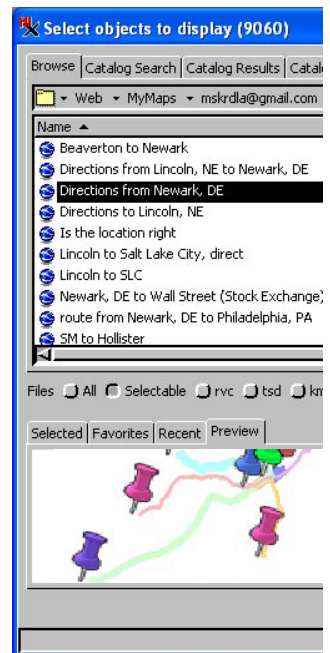 Select objects to display (9060)
Browse Catalog Search Catalog Results
Web MyMaps mskrdla@gmail.com
Name
Beaverton to Newark
Directions from Lincoln, NE to Newark, DE
Directions from Newark, DE
Directions to Lincoln, NE
Is the location right
Lincoln to Salt Lake City, direct
Lincoln to SLC
Newark, DE to Wall Street (Stock Exchange)
route from Newark, DE to Philadelphia, PA
SM to Hollister
Files All Selectable rvc tsd
Selected Favorites Recent Preview